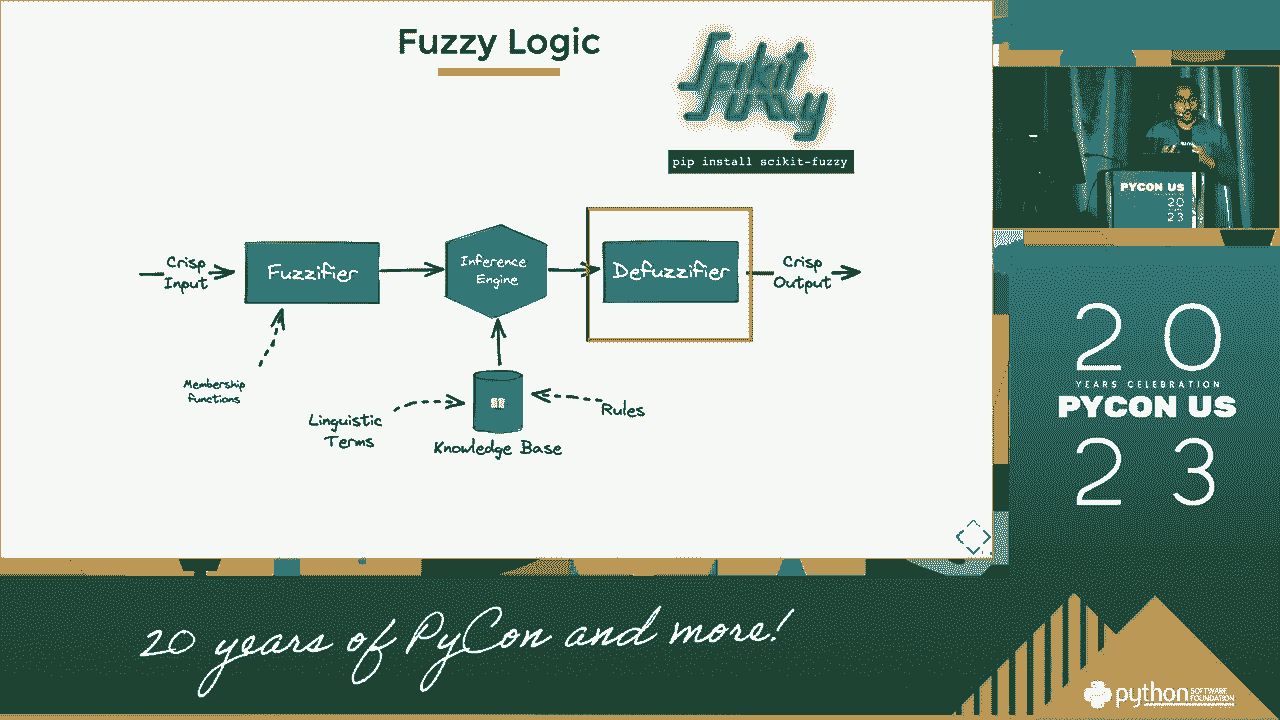 Fuzzy Logic
Scikit
Fuzzy
pip install scikit-fuzzy
Crisp
Input
Fuzzifier
Inference
Engine
Defuzzifier
Crisp
Output
Membership
functions
Linguistic
Terms
Rules
Knowledge Base
PYCON US
20
23
20
YEARS CELEBRATION
PYCON US
23
20 years of PyCon and more!
python
SOFTWARE
FOUNDATION